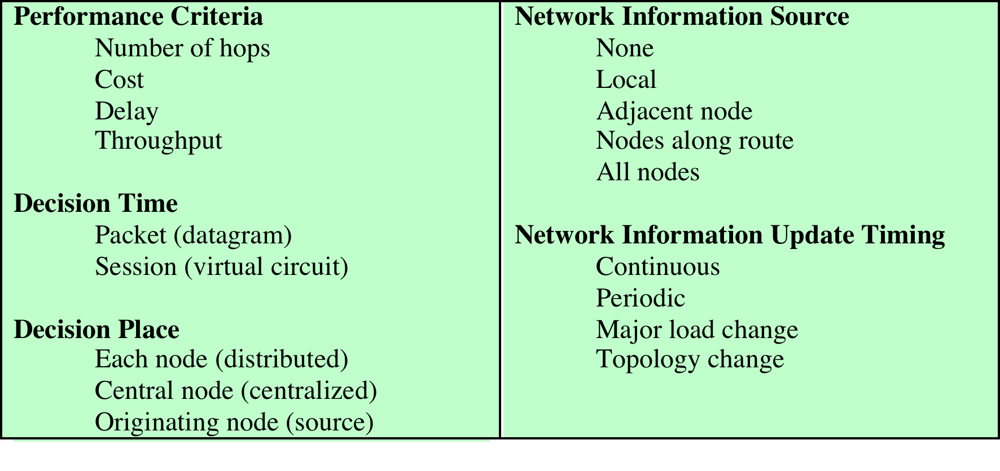 Performance Criteria
Number of hops
Cost
Delay
Throughput
Decision Time
Packet (datagram)
Session (virtual circuit)
Decision Place
Each node (distributed)
Central node (centralized)
Originating node (source)
Network Information Source
None
Local
Adjacent node
Nodes along route
All nodes
Network Information Update Timing
Continuous
Periodic
Major load change
Topology change